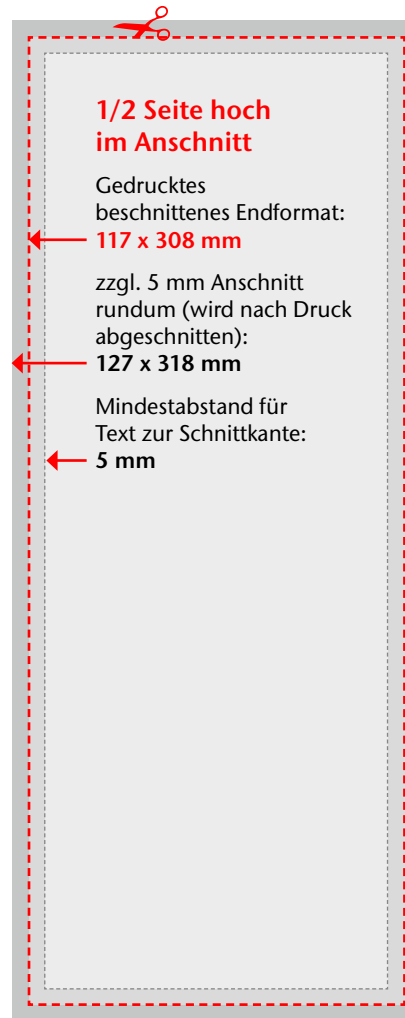 1/2 Seite hoch
im Anschnitt
Gedrucktes
beschnittenes Endformat:
117 x 308 mm
zzgl. 5 mm Anschnitt
rundum (wird nach Druck
abgeschnitten):
127 x 318 mm
Mindestabstand für
Text zur Schnittkante:
5 mm